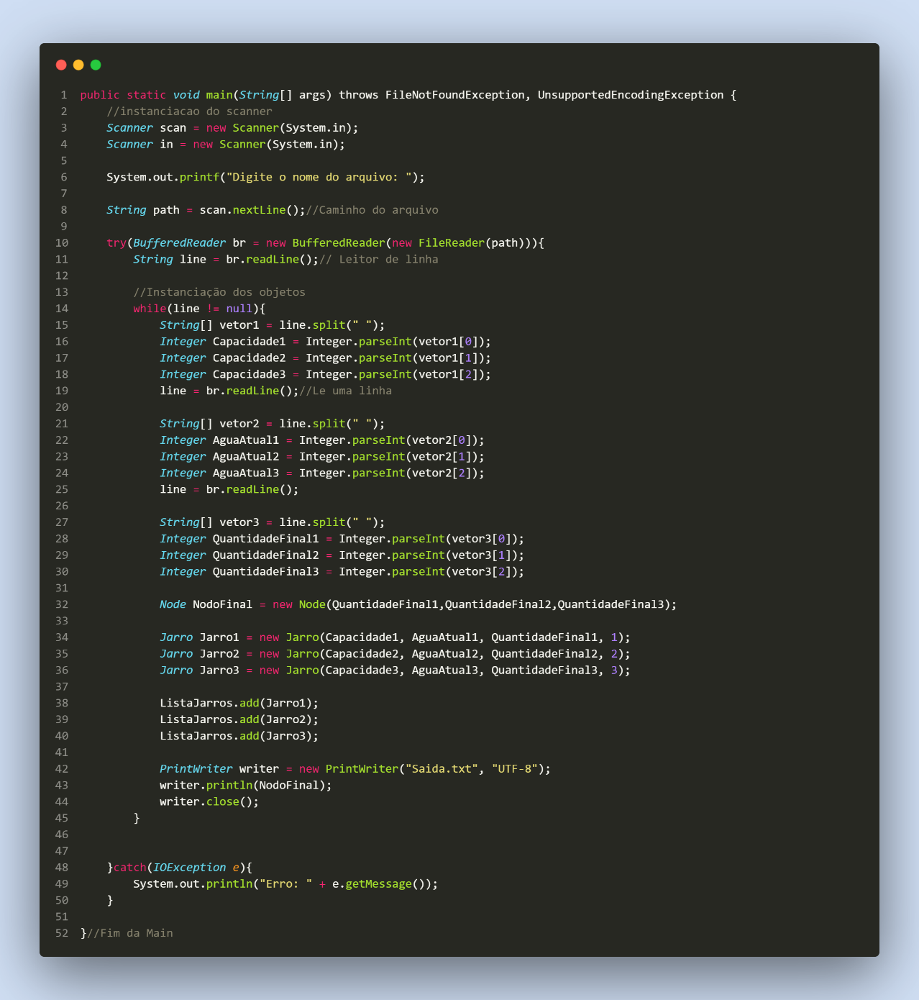 1 public static void main(String[] args) throws FileNotFoundException, UnsupportedEncodingException {
2     //instanciacao do scanner
3     Scanner scan = new Scanner(System.in);
4     Scanner in = new Scanner(System.in);
5
6     System.out.printf("Digite o nome do arquivo: ");
7
8     String path = scan.nextLine();//Caminho do arquivo
9
10     try(BufferedReader br = new BufferedReader(new FileReader(path))){
11         String line = br.readLine();// Leitor de linha
12
13         //Instanciação dos objetos
14         while(line != null){
15             String[] vetor1 = line.split(" ");
16             Integer Capacidade1 = Integer.parseInt(vetor1[0]);
17             Integer Capacidade2 = Integer.parseInt(vetor1[1]);
18             Integer Capacidade3 = Integer.parseInt(vetor1[2]);
19             line = br.readLine();//Le uma linha
20
21             String[] vetor2 = line.split(" ");
22             Integer AguaAtual1 = Integer.parseInt(vetor2[0]);
23             Integer AguaAtual2 = Integer.parseInt(vetor2[1]);
24             Integer AguaAtual3 = Integer.parseInt(vetor2[2]);
25             line = br.readLine();
26
27             String[] vetor3 = line.split(" ");
28             Integer QuantidadeFinal1 = Integer.parseInt(vetor3[0]);
29             Integer QuantidadeFinal2 = Integer.parseInt(vetor3[1]);
30             Integer QuantidadeFinal3 = Integer.parseInt(vetor3[2]);
31
32             Node NodoFinal = new Node(QuantidadeFinal1,QuantidadeFinal2,QuantidadeFinal3);
33
34             Jarro Jarro1 = new Jarro(Capacidade1, AguaAtual1, QuantidadeFinal1, 1);
35             Jarro Jarro2 = new Jarro(Capacidade2, AguaAtual2, QuantidadeFinal2, 2);
36             Jarro Jarro3 = new Jarro(Capacidade3, AguaAtual3, QuantidadeFinal3, 3);
37
38             ListaJarros.add(Jarro1);
39             ListaJarros.add(Jarro2);
40             ListaJarros.add(Jarro3);
41
42             PrintWriter writer = new PrintWriter("Saida.txt", "UTF-8");
43             writer.println(NodoFinal);
44             writer.close();
45         }
46
47
48     }catch(IOException e){
49         System.out.println("Erro: " + e.getMessage());
50     }
51
52 }//Fim da Main